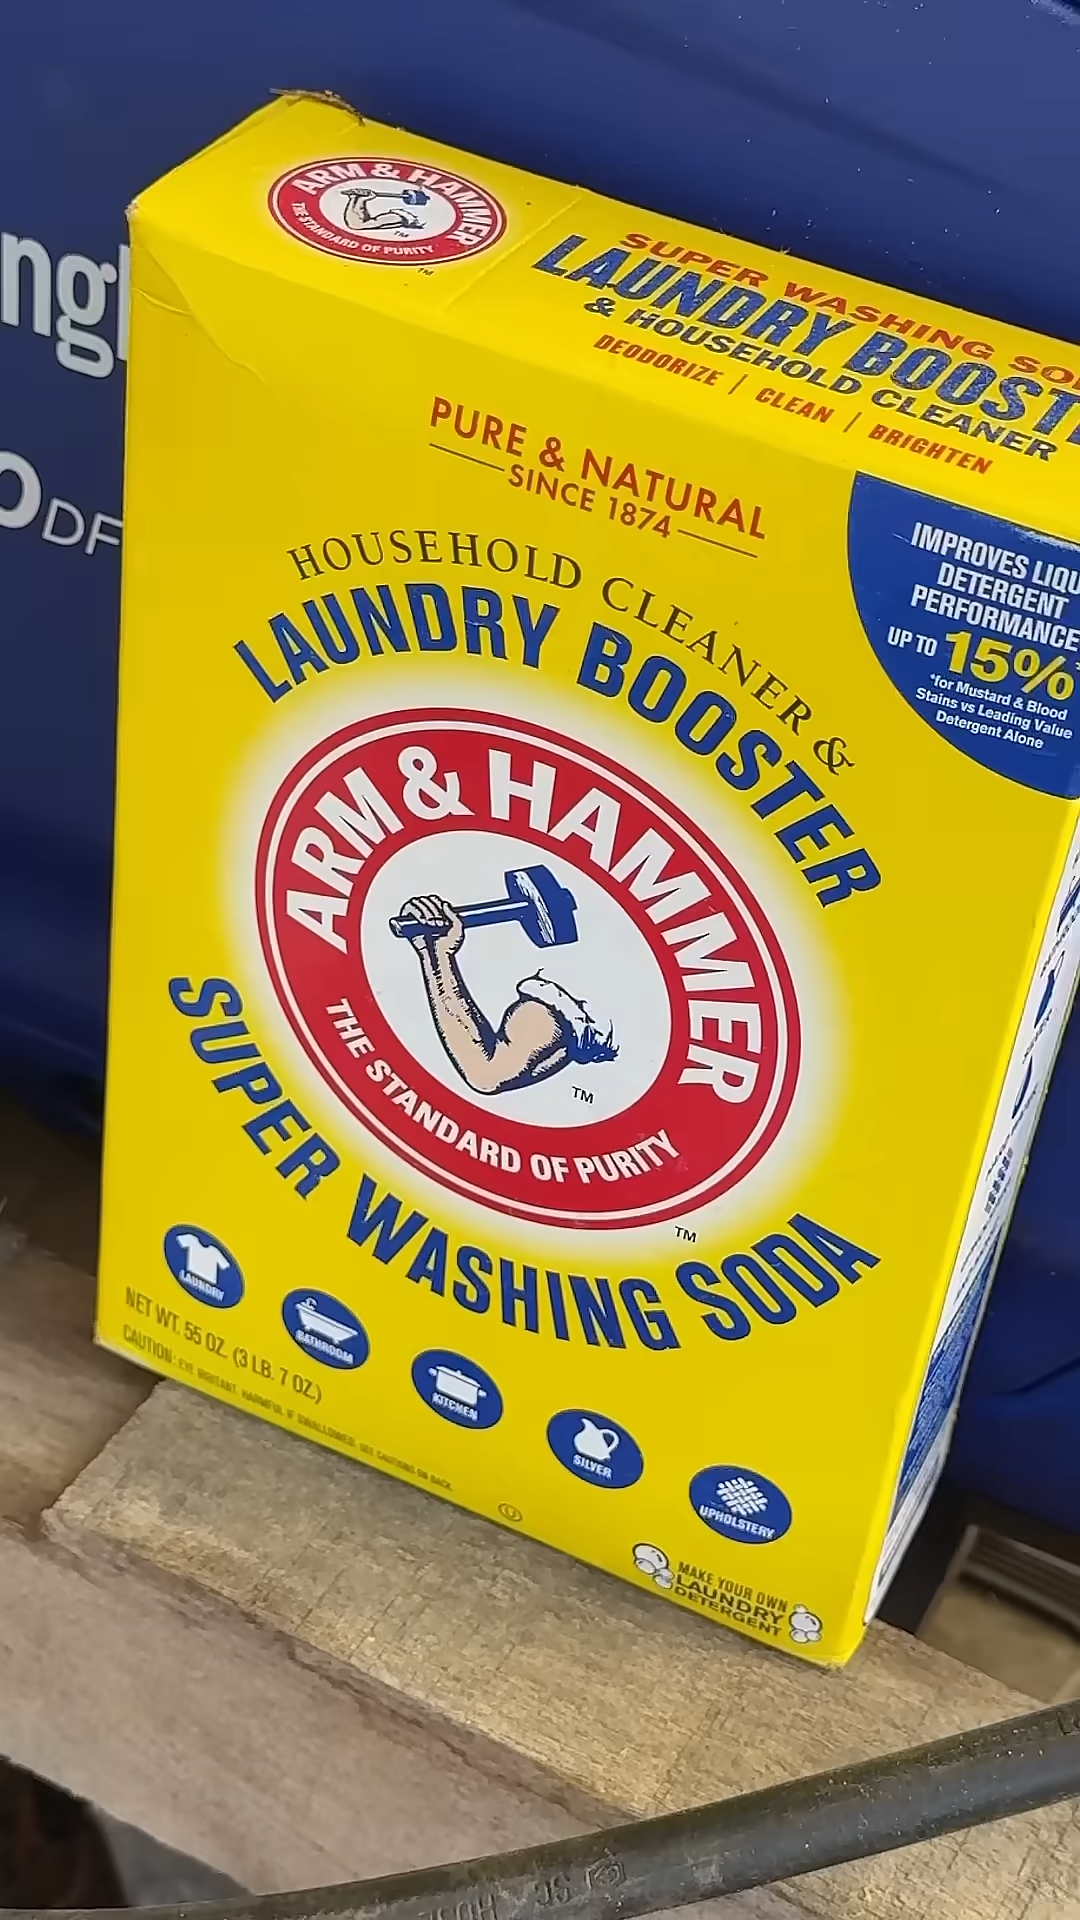 ARM & HAMMER
THE STANDARD OF PURITY
TM
TM
SUPER WASHING
LAUNDRY
& HOUSEHOLD CLEANER
DEODORIZE | CLEAN | BRIGHTEN
PURE & NATURAL
SINCE 1874
IMPROVES
DETERGENT
PERFORMANCE
UP TO 15%*
*for Mustard & Blood
Stains vs Leading Value
Detergent Alone
HOUSEHOLD CLEANER &
LAUNDRY BOOSTER
ARM & HAMMER
THE STANDARD OF PURITY
TM
TM
SUPER WASHING SODA
LAUNDRY
BATHROOM
KITCHEN
SILVER
UPHOLSTERY
NET WT. 55 OZ. (3 LB. 7 OZ.)
CAUTION: EYE IRRITANT. HARMFUL IF SWALLOWED. SEE CAUTIONS ON BACK.
U
MAKE YOUR OWN
LAUNDRY
DETERGENT